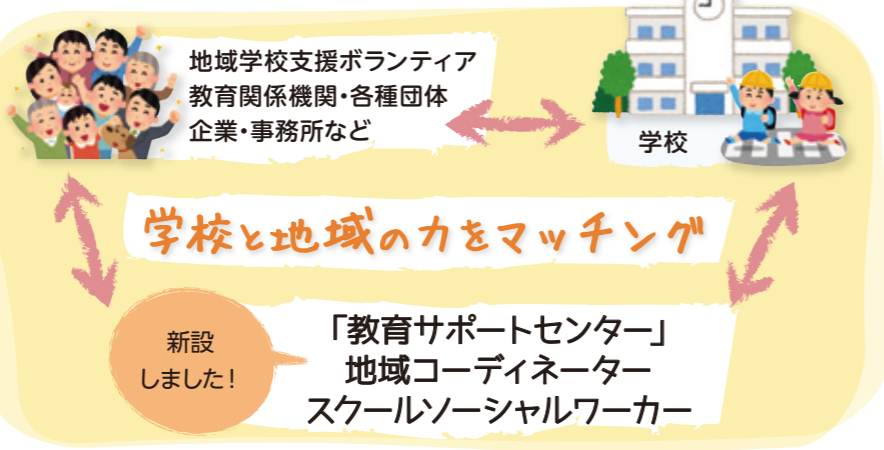 地域学校支援ボランティア
教育関係機関・各種団体
企業・事務所など
学校
学校と地域の力をマッチング
新設
しました!
「教育サポートセンター」
地域コーディネーター
スクールソーシャルワーカー